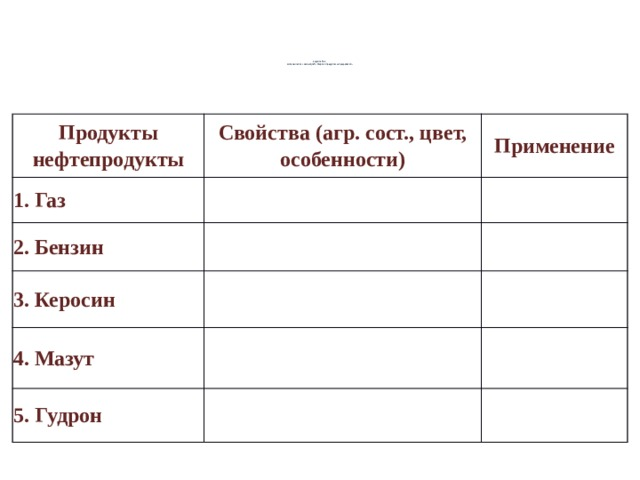 Продукты
нефтепродукты
Свойства (агр. сост., цвет,
особенности)
Применение
1. Газ
2. Бензин
3. Керосин
4. Мазут
5. Гудрон